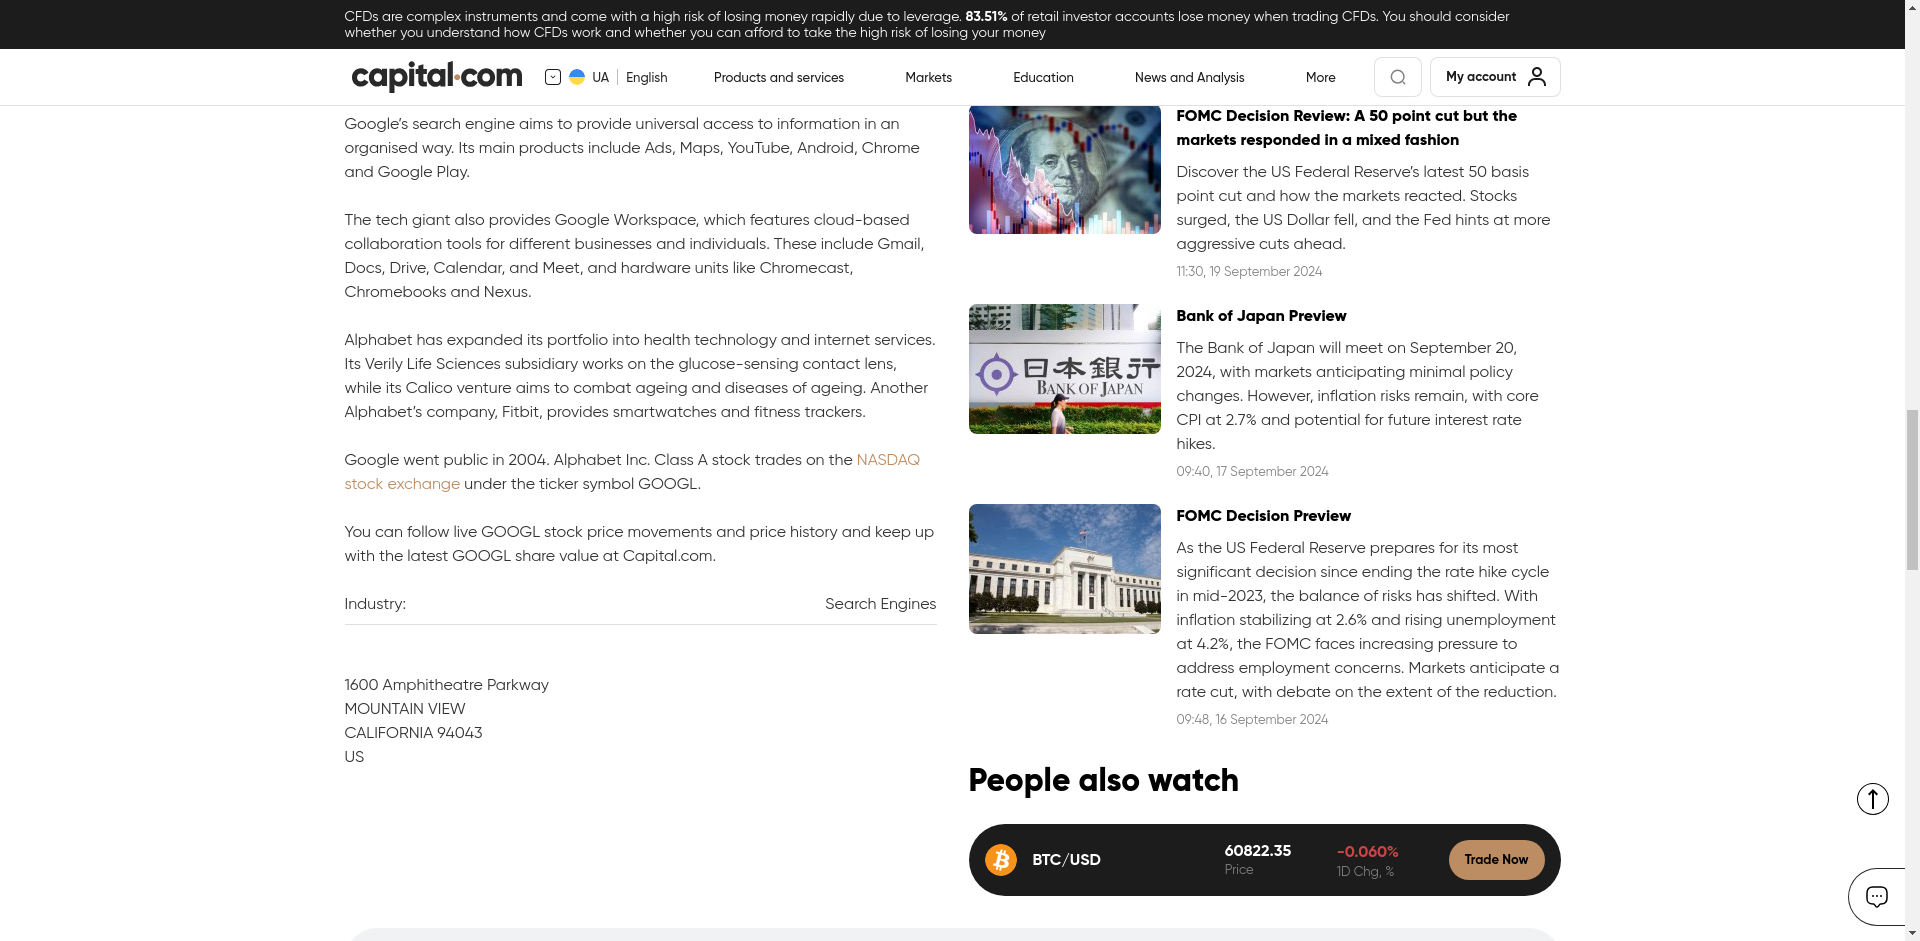 CFDs are complex instruments and come with a high risk of losing money rapidly due to leverage. 83.51% of retail investor accounts lose money when trading CFDs. You should consider
whether you understand how CFDs work and whether you can afford to take the high risk of losing your money
capital.com
UA
English
Products and services
Markets
Education
News and Analysis
More
My account
Google’s search engine aims to provide universal access to information in an
organised way. Its main products include Ads, Maps, YouTube, Android, Chrome
and Google Play.
The tech giant also provides Google Workspace, which features cloud-based
collaboration tools for different businesses and individuals. These include Gmail,
Docs, Drive, Calendar, and Meet, and hardware units like Chromecast,
Chromebooks and Nexus.
Alphabet has expanded its portfolio into health technology and internet services.
Its Verily Life Sciences subsidiary works on the glucose-sensing contact lens,
while its Calico venture aims to combat ageing and diseases of ageing. Another
Alphabet’s company, Fitbit, provides smartwatches and fitness trackers.
Google went public in 2004. Alphabet Inc. Class A stock trades on the NASDAQ
stock exchange under the ticker symbol GOOGL.
You can follow live GOOGL stock price movements and price history and keep up
with the latest GOOGL share value at Capital.com.
Industry:
Search Engines
1600 Amphitheatre Parkway
MOUNTAIN VIEW
CALIFORNIA 94043
US
FOMC Decision Review: A 50 point cut but the
markets responded in a mixed fashion
Discover the US Federal Reserve’s latest 50 basis
point cut and how the markets reacted. Stocks
surged, the US Dollar fell, and the Fed hints at more
aggressive cuts ahead.
11:30, 19 September 2024
日本銀行
BANK OF JAPAN
Bank of Japan Preview
The Bank of Japan will meet on September 20,
2024, with markets anticipating minimal policy
changes. However, inflation risks remain, with core
CPI at 2.7% and potential for future interest rate
hikes.
09:40, 17 September 2024
FOMC Decision Preview
As the US Federal Reserve prepares for its most
significant decision since ending the rate hike cycle
in mid-2023, the balance of risks has shifted. With
inflation stabilizing at 2.6% and rising unemployment
at 4.2%, the FOMC faces increasing pressure to
address employment concerns. Markets anticipate a
rate cut, with debate on the extent of the reduction.
09:48, 16 September 2024
People also watch
BTC/USD
60822.35
Price
-0.060%
1D Chg, %
Trade Now